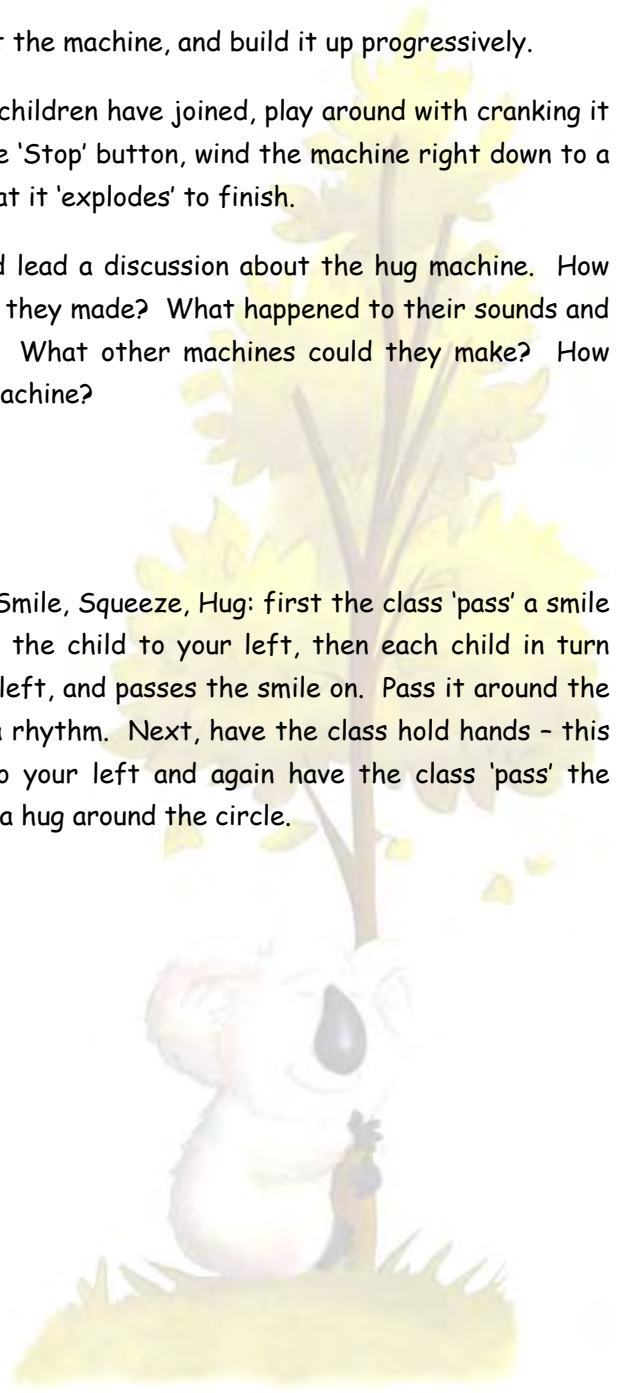 t the machine, and build it up progressively.
children have joined, play around with cranking it
e ‘Stop’ button, wind the machine right down to a
at it ‘explodes’ to finish.
d lead a discussion about the hug machine. How
they made? What happened to their sounds and
What other machines could they make? How
achine?
Smile, Squeeze, Hug: first the class ‘pass’ a smile
the child to your left, then each child in turn
left, and passes the smile on. Pass it around the
a rhythm. Next, have the class hold hands – this
o your left and again have the class ‘pass’ the
a hug around the circle.